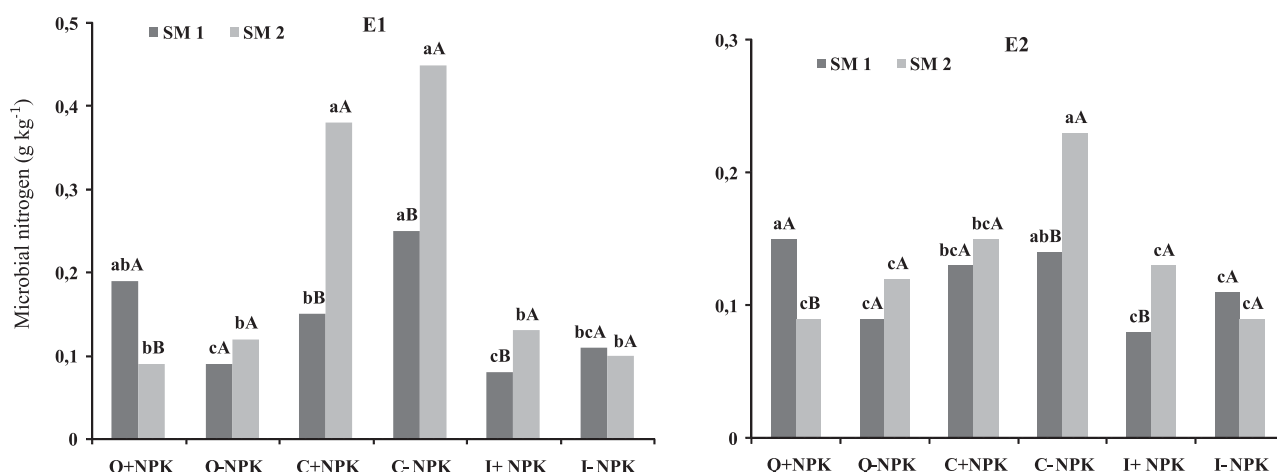 0,5
0,4
0,3
0,2
0,1
0
Microbial nitrogen (g kg-1)
SM 1 SM 2
E1
abA bB cA bA bB aA aB aA cB bA bcA bA
Q+NPK Q-NPK C+NPK C-NPK I+ NPK I- NPK
0,3
0,2
0,1
0
SM 1 SM 2
E2
aA cB cA cA bcA bcA abB aA cB cA cA cA
Q+NPK Q-NPK C+NPK C-NPK I+ NPK I- NPK